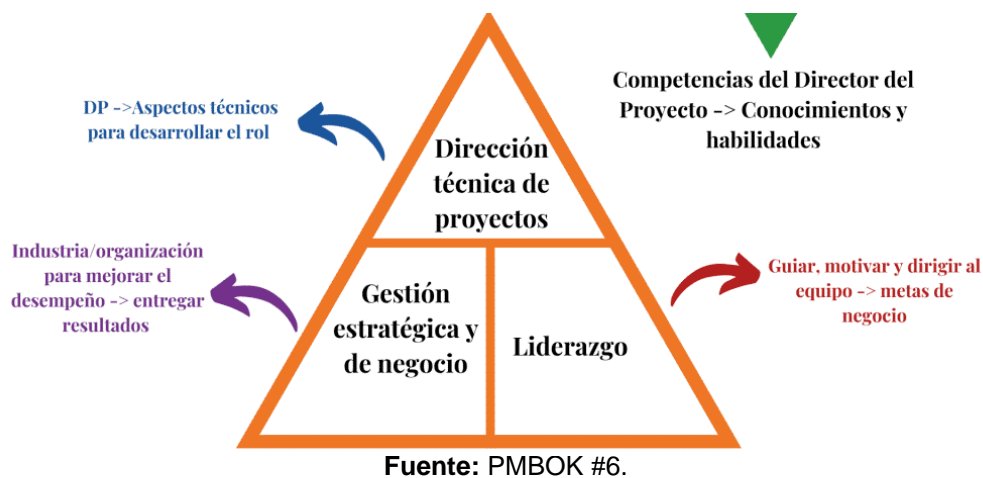 Competencias del Director del
Proyecto -> Conocimientos y
habilidades
DP ->Aspectos técnicos
para desarrollar el rol
Dirección
técnica de
proyectos
Industria/organización
para mejorar el
desempeño -> entregar
resultados
Gestión
estratégica y
de negocio
Liderazgo
Guiar, motivar y dirigir al
equipo -> metas de
negocio
Fuente: PMBOK #6.